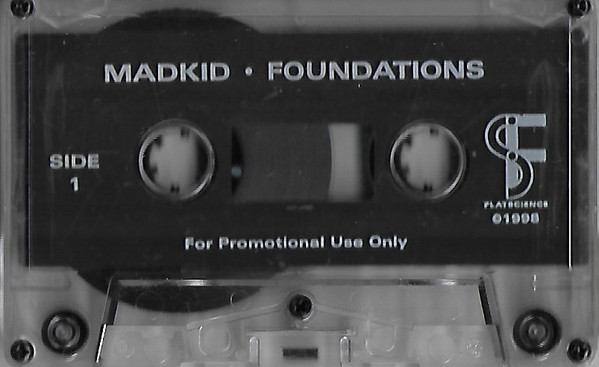 MADKID • FOUNDATIONS
SIDE
1
FLATSCIENCE
©1998
For Promotional Use Only